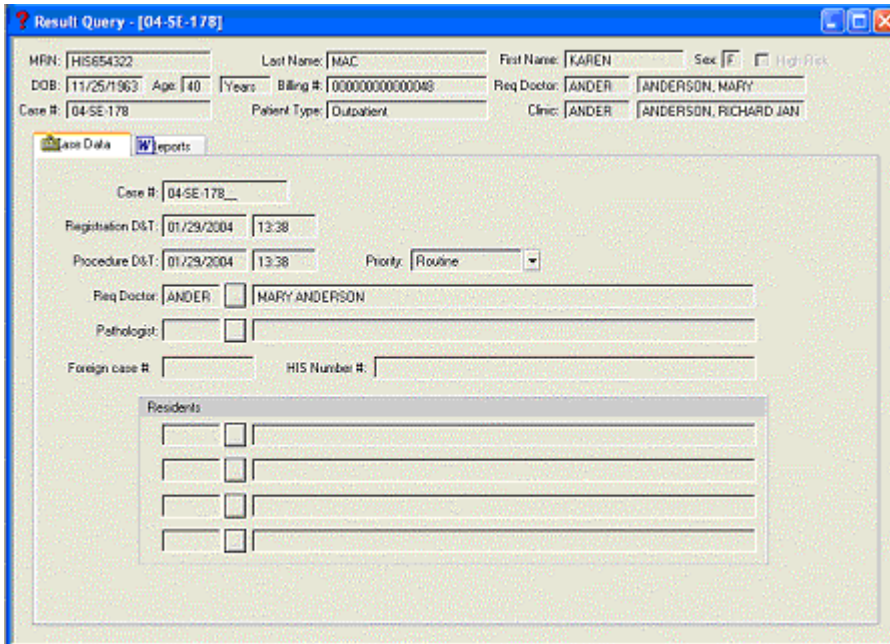 Result Query - [04-SE-178]
MRN: HIS654322 Last Name: MAC First Name: KAREN Sex: F High Risk
DOB: 11/25/1963 Age: 40 Years Billing #: 000000000000048 Req Doctor: ANDER ANDERSON, MARY
Case #: 04-SE-178 Patient Type: Outpatient Clinic: ANDER ANDERSON, RICHARD JAN
Case Data Reports
Case #: 04-SE-178__
Registration D&T: 01/29/2004 13:38
Procedure D&T: 01/29/2004 13:38 Priority: Routine
Req Doctor: ANDER MARY ANDERSON
Pathologist:
Foreign case # HIS Number #:
Residents